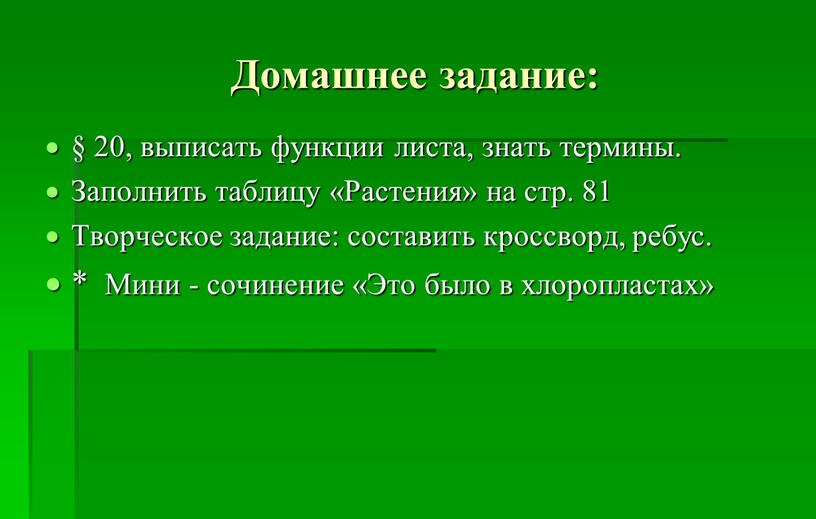 Домашнее задание:
• § 20, выписать функции листа, знать термины.
• Заполнить таблицу «Растения» на стр. 81
• Творческое задание: составить кроссворд, ребус.
• * Мини - сочинение «Это было в хлоропластах»